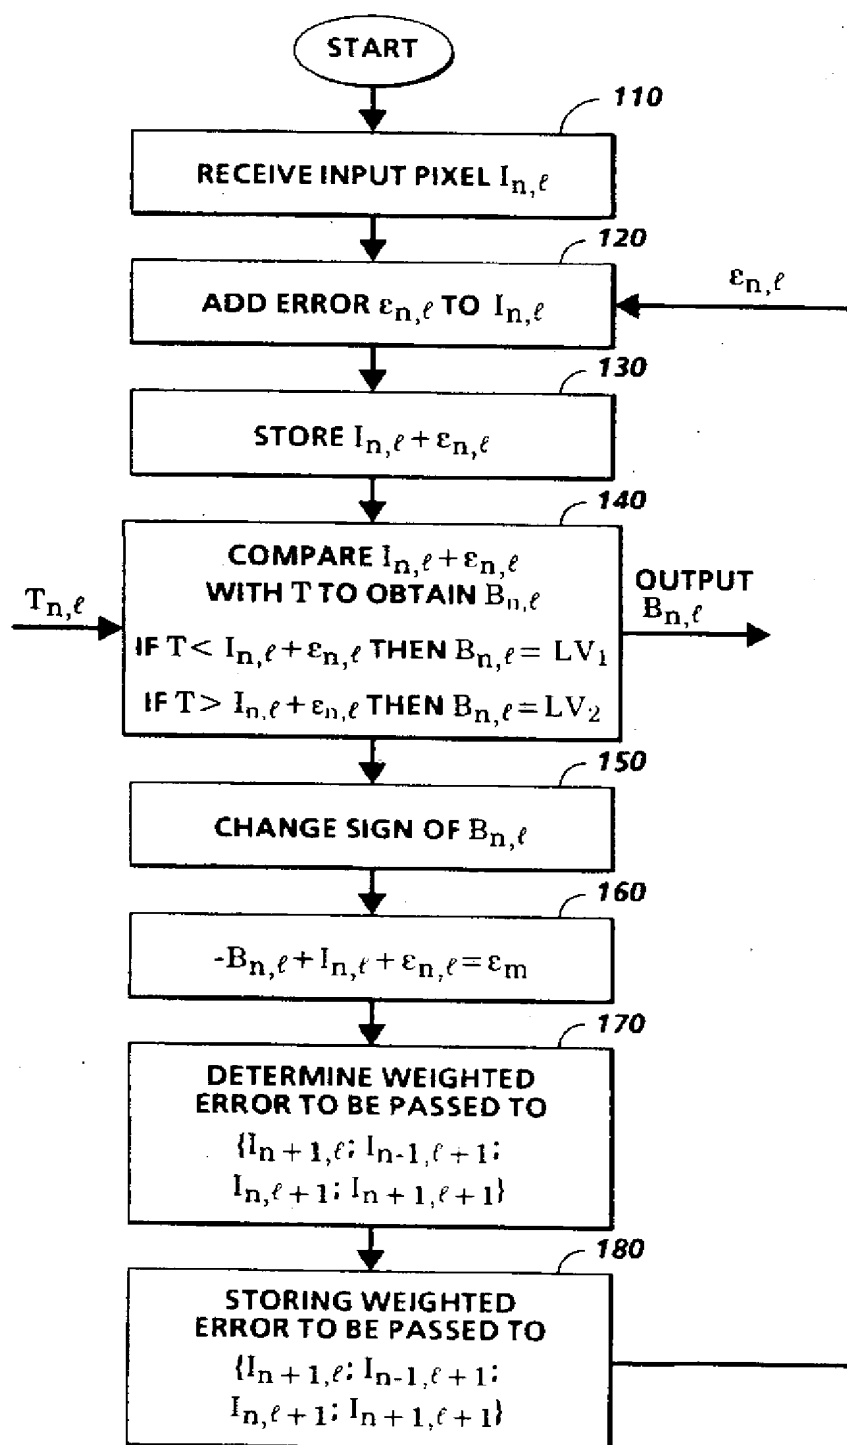 START
110
RECEIVE INPUT PIXEL In,ℓ
120
ADD ERROR εn,ℓ TO In,ℓ
εn,ℓ
130
STORE In,ℓ + εn,ℓ
140
COMPARE In,ℓ + εn,ℓ
WITH T TO OBTAIN Bn,ℓ
IF T < In,ℓ + εn,ℓ THEN Bn,ℓ = LV1
IF T > In,ℓ + εn,ℓ THEN Bn,ℓ = LV2
Tn,ℓ
OUTPUT
Bn,ℓ
150
CHANGE SIGN OF Bn,ℓ
160
-Bn,ℓ + In,ℓ + εn,ℓ = εm
170
DETERMINE WEIGHTED
ERROR TO BE PASSED TO
{In + 1,ℓ; In-1,ℓ + 1;
In,ℓ + 1; In + 1,ℓ + 1}
180
STORING WEIGHTED
ERROR TO BE PASSED TO
{In + 1,ℓ; In-1,ℓ + 1;
In,ℓ + 1; In + 1,ℓ + 1}